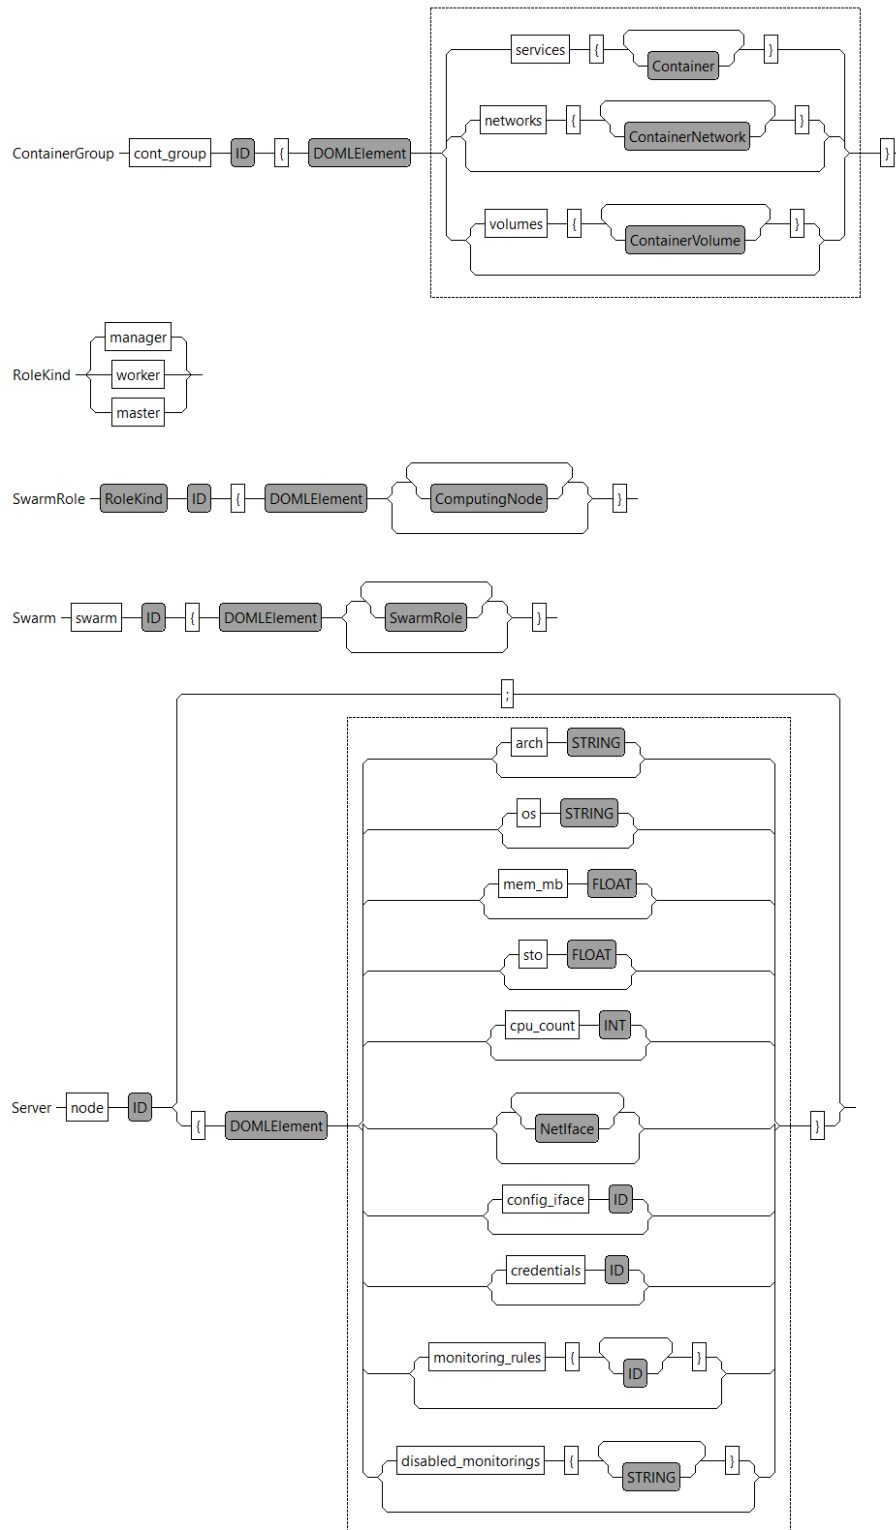 services { Container }
networks { ContainerNetwork }
ContainerGroup cont_group ID { DOMLElement }
volumes { ContainerVolume }
manager
RoleKind worker
master
SwarmRole RoleKind ID { DOMLElement ComputingNode }
Swarm swarm ID { DOMLElement SwarmRole }
;
arch STRING
os STRING
mem_mb FLOAT
sto FLOAT
cpu_count INT
Server node ID
{ DOMLElement NetIface }
config_iface ID
credentials ID
monitoring_rules { ID }
disabled_monitorings { STRING }